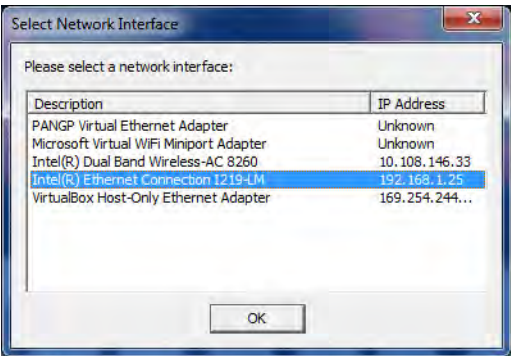 Select Network Interface
Please select a network interface:
Description IP Address
PANGP Virtual Ethernet Adapter Unknown
Microsoft Virtual WiFi Miniport Adapter Unknown
Intel(R) Dual Band Wireless-AC 8260 10.108.146.33
Intel(R) Ethernet Connection I219-LM 192.168.1.25
VirtualBox Host-Only Ethernet Adapter 169.254.244...
OK